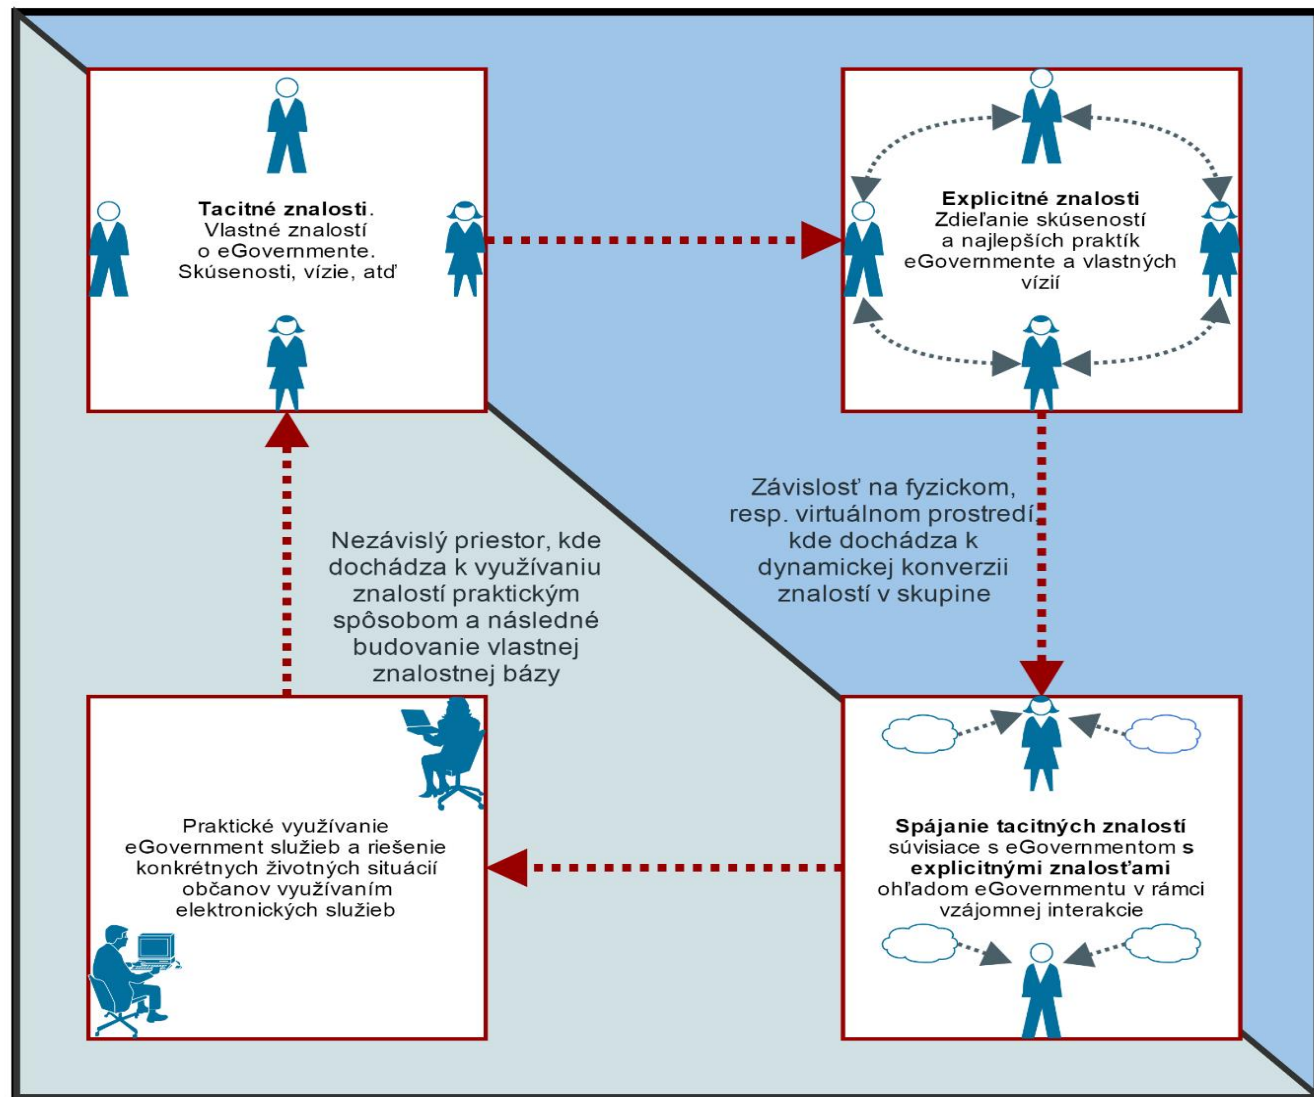 Tacitné znalosti.
Vlastné znalostí
o eGovernmente.
Skúsenosti, vízie, atď
Explicitné znalosti
Zdieľanie skúseností
a najlepších praktík
eGovernmente a vlastných
vízií
Závislosť na fyzickom,
resp. virtuálnom prostredí,
kde dochádza k
dynamickej konverzii
znalostí v skupine
Nezávislý priestor, kde
dochádza k využívaniu
znalostí praktickým
spôsobom a následné
budovanie vlastnej
znalostnej bázy
Praktické využívanie
eGovernment služieb a riešenie
konkrétnych životných situácií
občanov využívaním
elektronických služieb
Spájanie tacitných znalostí
súvisiace s eGovernmentom s
explicitnými znalosťami
ohľadom eGovernmentu v rámci
vzájomnej interakcie